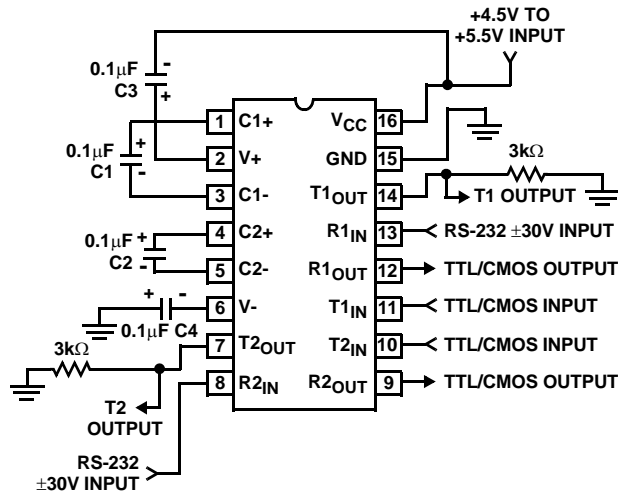 +4.5V TO
+5.5V INPUT
0.1μF
-
C3
+
1 C1+
VCC 16
0.1μF
+
C1
-
2 V+
GND 15
3kΩ
3 C1-
T1OUT 14
T1 OUTPUT
4 C2+
R1IN 13
RS-232 ±30V INPUT
0.1μF
+
C2
-
5 C2-
R1OUT 12
TTL/CMOS OUTPUT
+ -
0.1μF C4
6 V-
T1IN 11
TTL/CMOS INPUT
3kΩ
7 T2OUT
T2IN 10
TTL/CMOS INPUT
8 R2IN
R2OUT 9
TTL/CMOS OUTPUT
T2
OUTPUT
RS-232
±30V INPUT